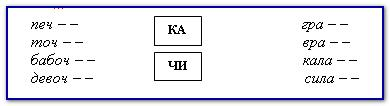 печ – –
точ – –
бабоч – –
девоч – –
КА
ЧИ
гра – –
вра – –
кала – –
сила – –